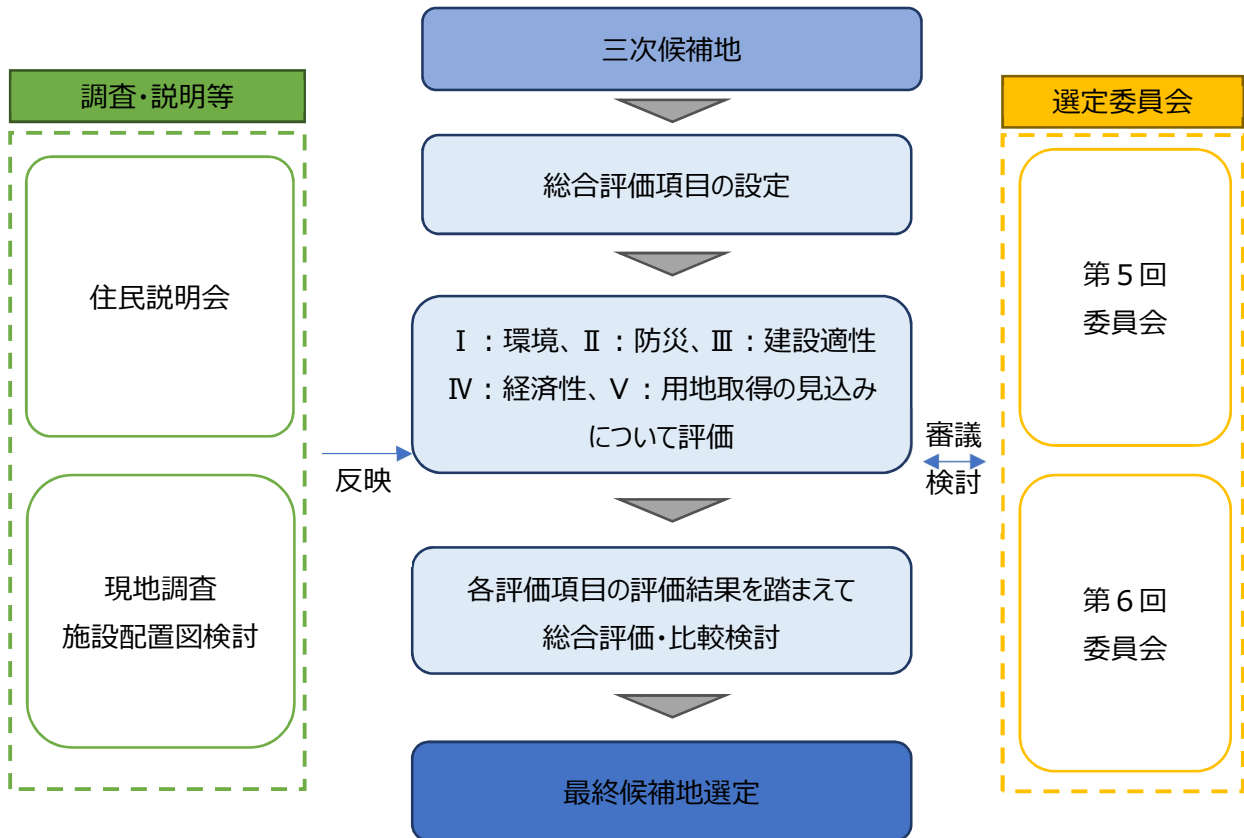 三次候補地
調査・説明等
選定委員会
総合評価項目の設定
住民説明会
第5回
委員会
Ⅰ：環境、Ⅱ：防災、Ⅲ：建設適性
Ⅳ：経済性、Ⅴ：用地取得の見込み
について評価
反映
審議
検討
現地調査
施設配置図検討
各評価項目の評価結果を踏まえて
総合評価・比較検討
第6回
委員会
最終候補地選定